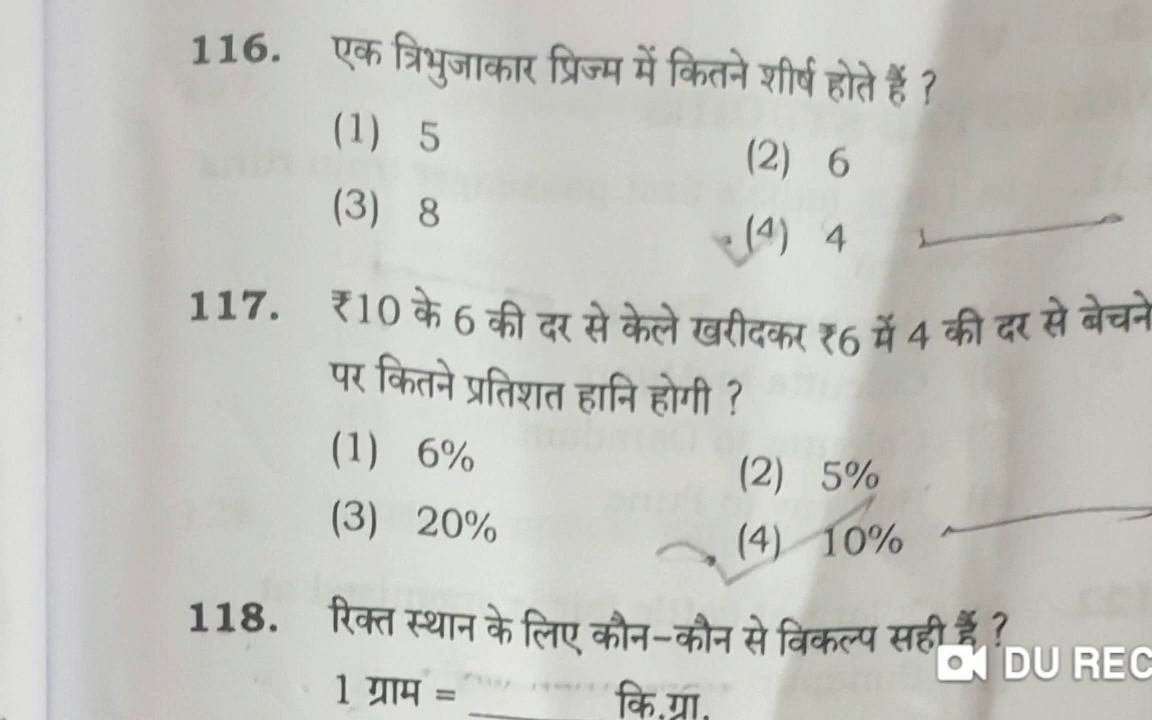 116. एक त्रिभुजाकार प्रिज्म में कितने शीर्ष होते हैं ?
(1) 5 (2) 6
(3) 8 (4) 4
117. ₹10 के 6 की दर से केले खरीदकर ₹6 में 4 की दर से बेचने
पर कितने प्रतिशत हानि होगी ?
(1) 6% (2) 5%
(3) 20% (4) 10%
118. रिक्त स्थान के लिए कौन-कौन से विकल्प सही हैं ?
DU REC
1 ग्राम = ______ कि.ग्रा.